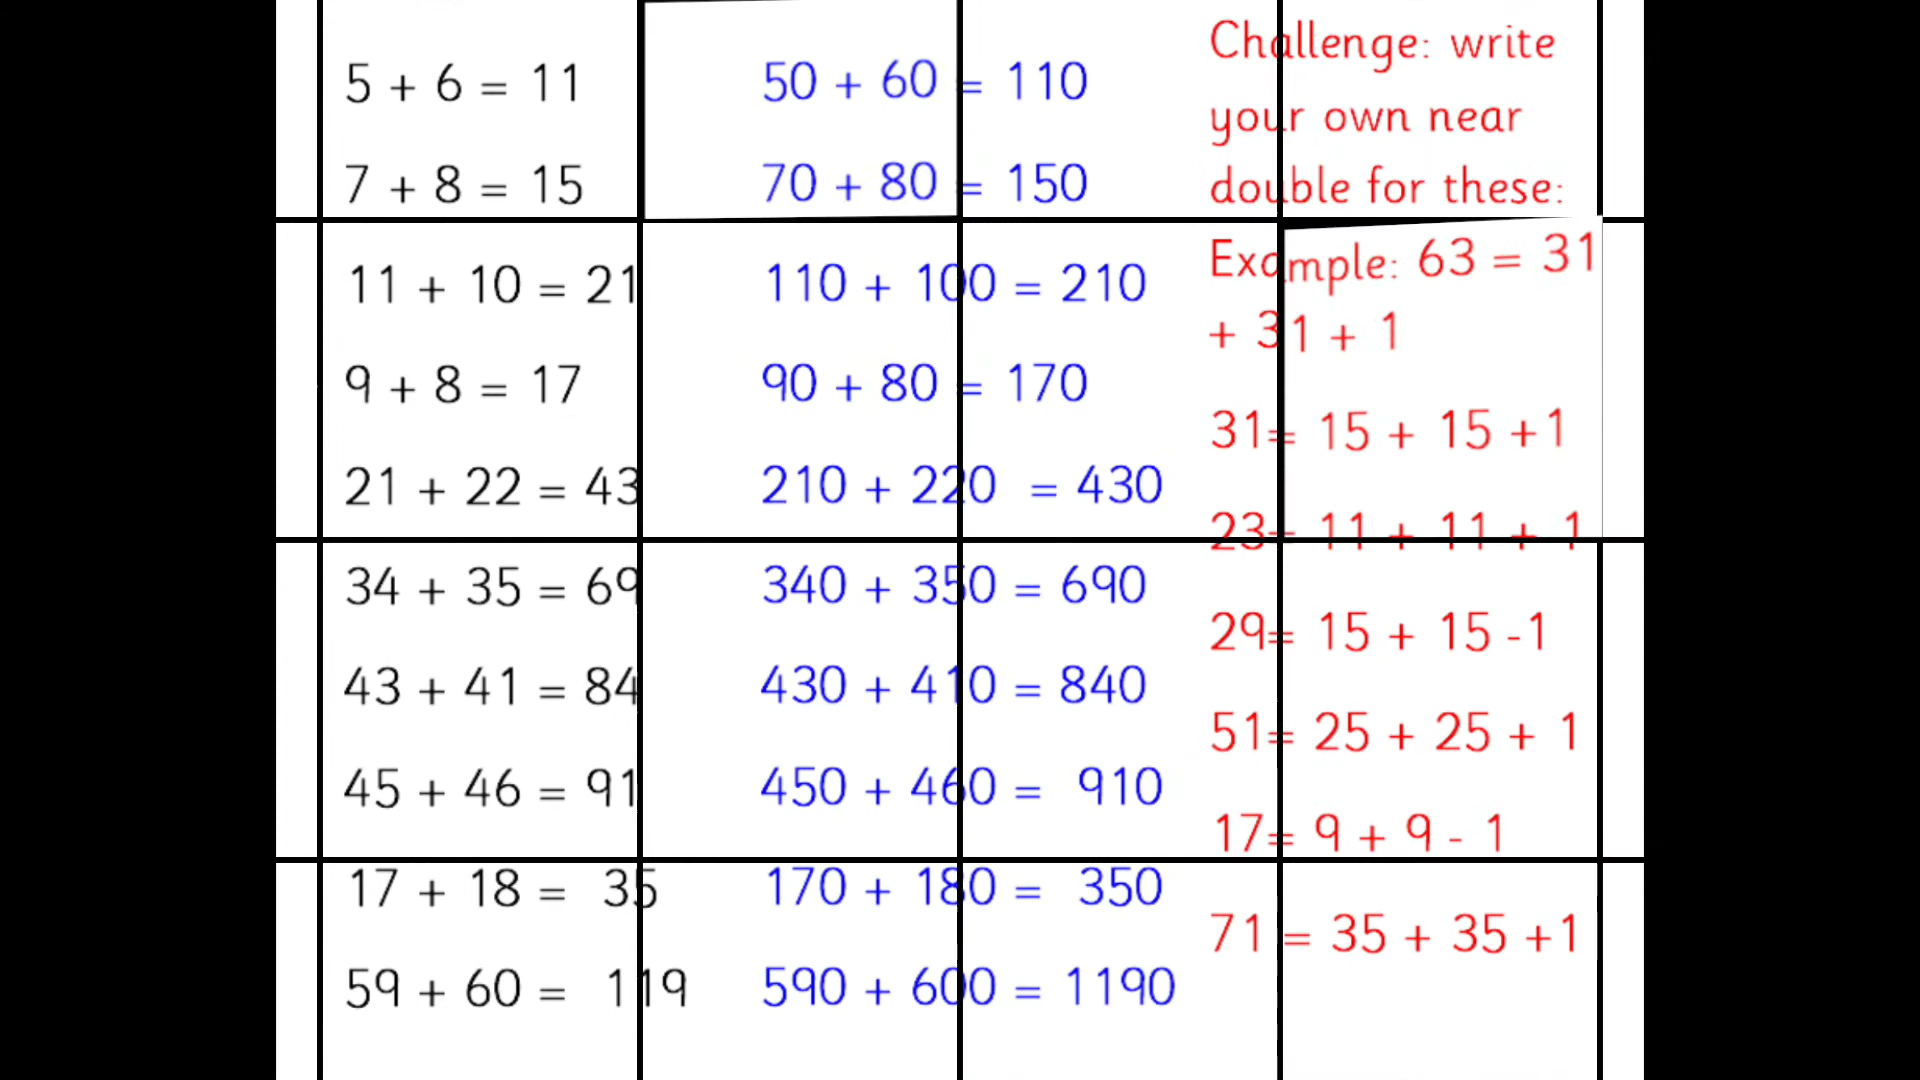 5 + 6 = 11
7 + 8 = 15
11 + 10 = 21
9 + 8 = 17
21 + 22 = 43
34 + 35 = 69
43 + 41 = 84
45 + 46 = 91
17 + 18 = 35
59 + 60 = 119
50 + 60 = 110
70 + 80 = 150
110 + 100 = 210
90 + 80 = 170
210 + 220 = 430
340 + 350 = 690
430 + 410 = 840
450 + 460 = 910
170 + 180 = 350
590 + 600 = 1190
Challenge: write
your own near
double for these:
Example: 63 = 31
+ 31 + 1
31= 15 + 15 +1
23= 11 + 11 + 1
29= 15 + 15 -1
51= 25 + 25 + 1
17= 9 + 9 - 1
71 = 35 + 35 +1